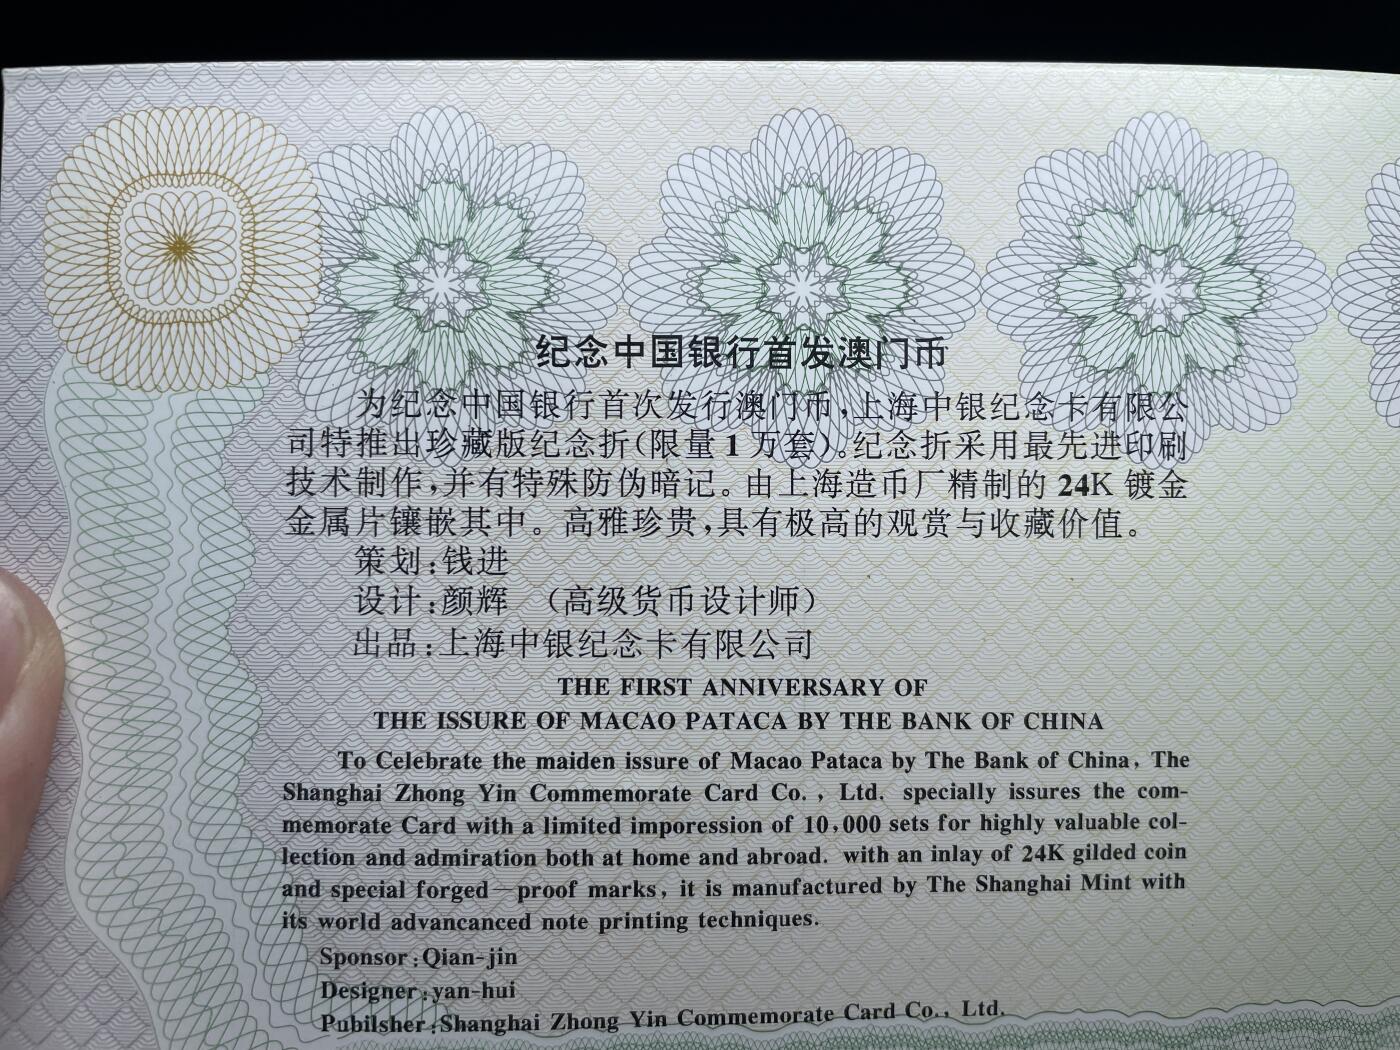 纪念中国银行首发澳门币
为纪念中国银行首次发行澳门币,上海中银纪念卡有限公
司特推出珍藏版纪念折(限量1万套)。纪念折采用最先进印刷
技术制作,并有特殊防伪暗记。由上海造币厂精制的24K镀金
金属片镶嵌其中。高雅珍贵,具有极高的观赏与收藏价值。
策划:钱进
设计:颜辉 (高级货币设计师)
出品:上海中银纪念卡有限公司
THE FIRST ANNIVERSARY OF
THE ISSURE OF MACAO PATACA BY THE BANK OF CHINA
To Celebrate the maiden issure of Macao Pataca by The Bank of China, The
Shanghai Zhong Yin Commemorate Card Co., Ltd. specially issures the com-
memorate Card with a limited imporession of 10,000 sets for highly valuable col-
lection and admiration both at home and abroad. with an inlay of 24K gilded coin
and special forged—proof marks, it is manufactured by The Shanghai Mint with
its world advancanced note printing techniques.
Sponsor:Qian-jin
Designer:yan-hui
Pubilsher:Shanghai Zhong Yin Commemorate Card Co., Ltd.